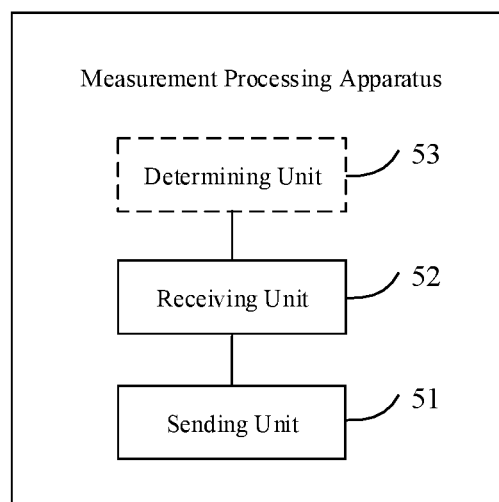 Measurement Processing Apparatus
53
Determining Unit
52
Receiving Unit
51
Sending Unit